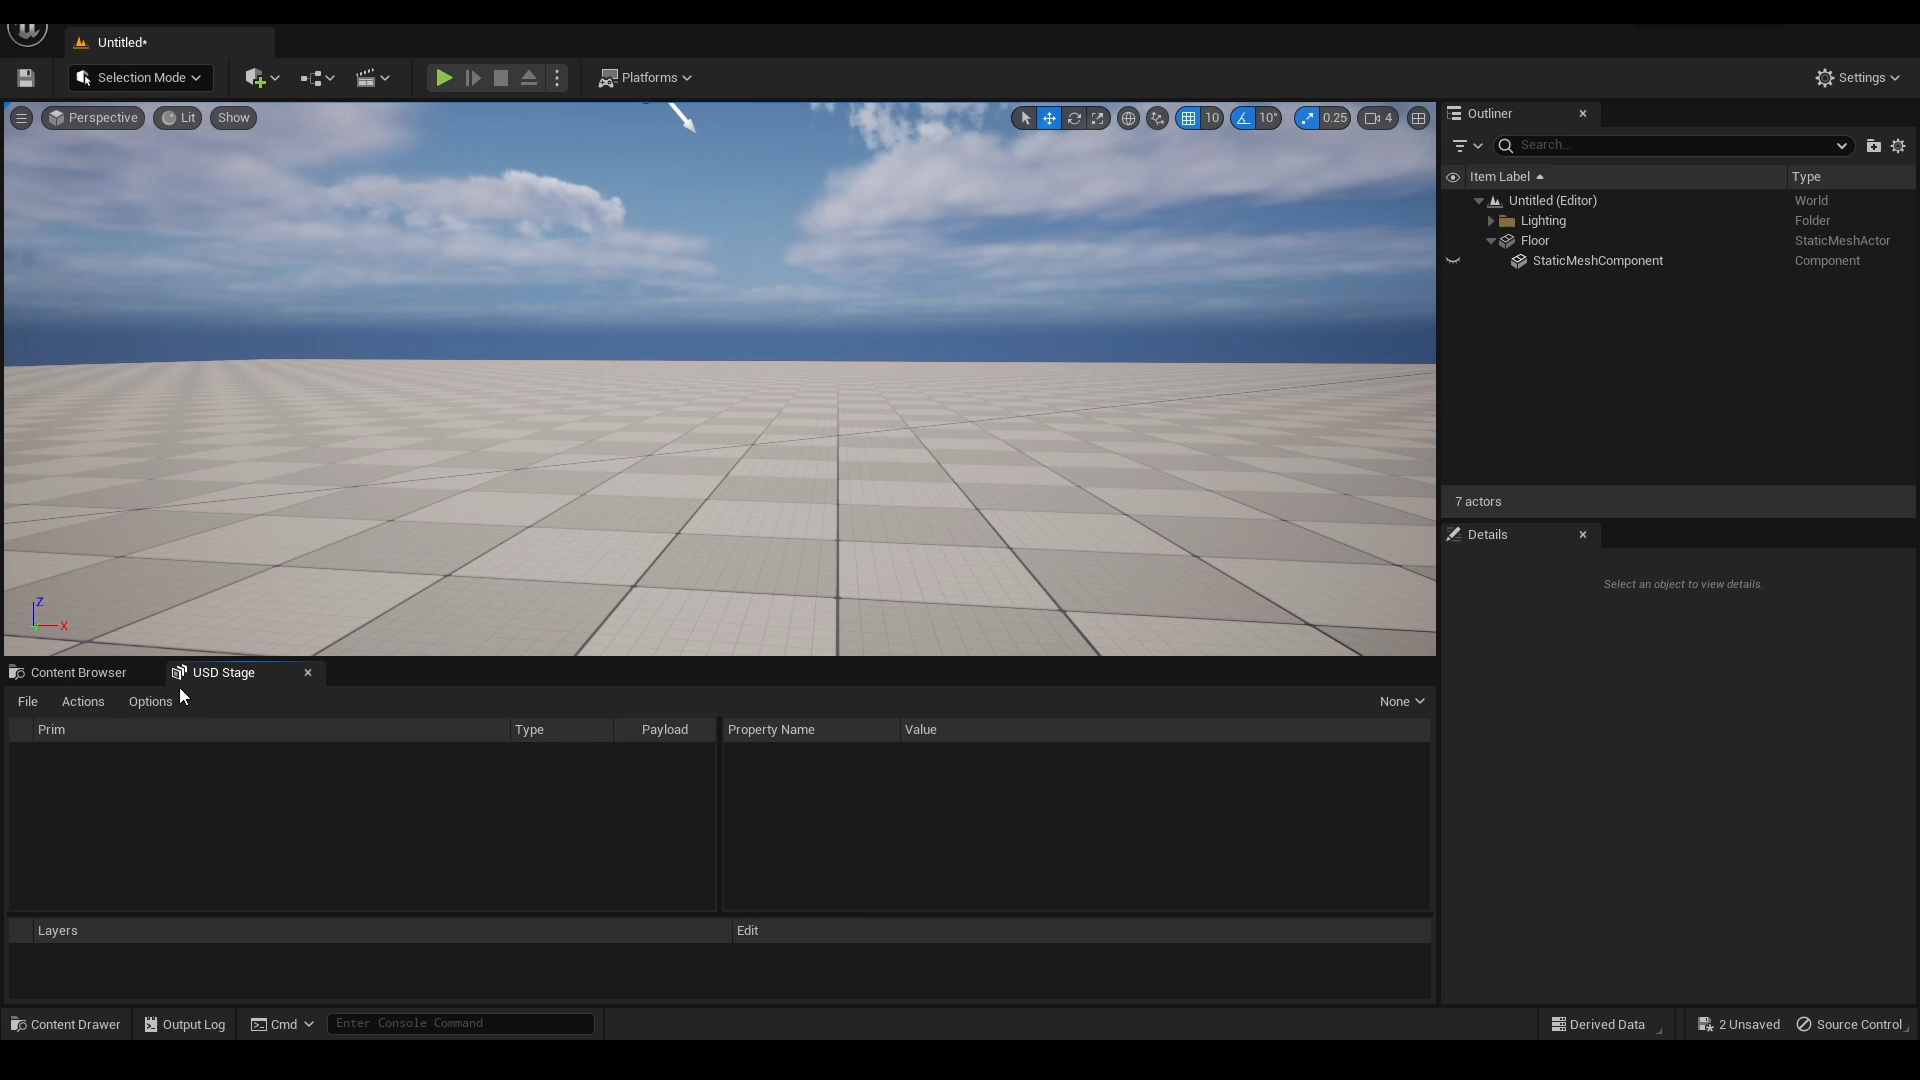 Untitled*
Selection Mode
Platforms
Settings
Perspective
Lit
Show
10
10°
0.25
4
Outliner
Search...
Item Label
Type
Untitled (Editor)
World
Lighting
Folder
Floor
StaticMeshActor
StaticMeshComponent
Component
7 actors
Details
Select an object to view details.
Z
X
Content Browser
USD Stage
File
Actions
Options
None
Prim
Type
Payload
Property Name
Value
Layers
Edit
Content Drawer
Output Log
Cmd
Enter Console Command
Derived Data
2 Unsaved
Source Control